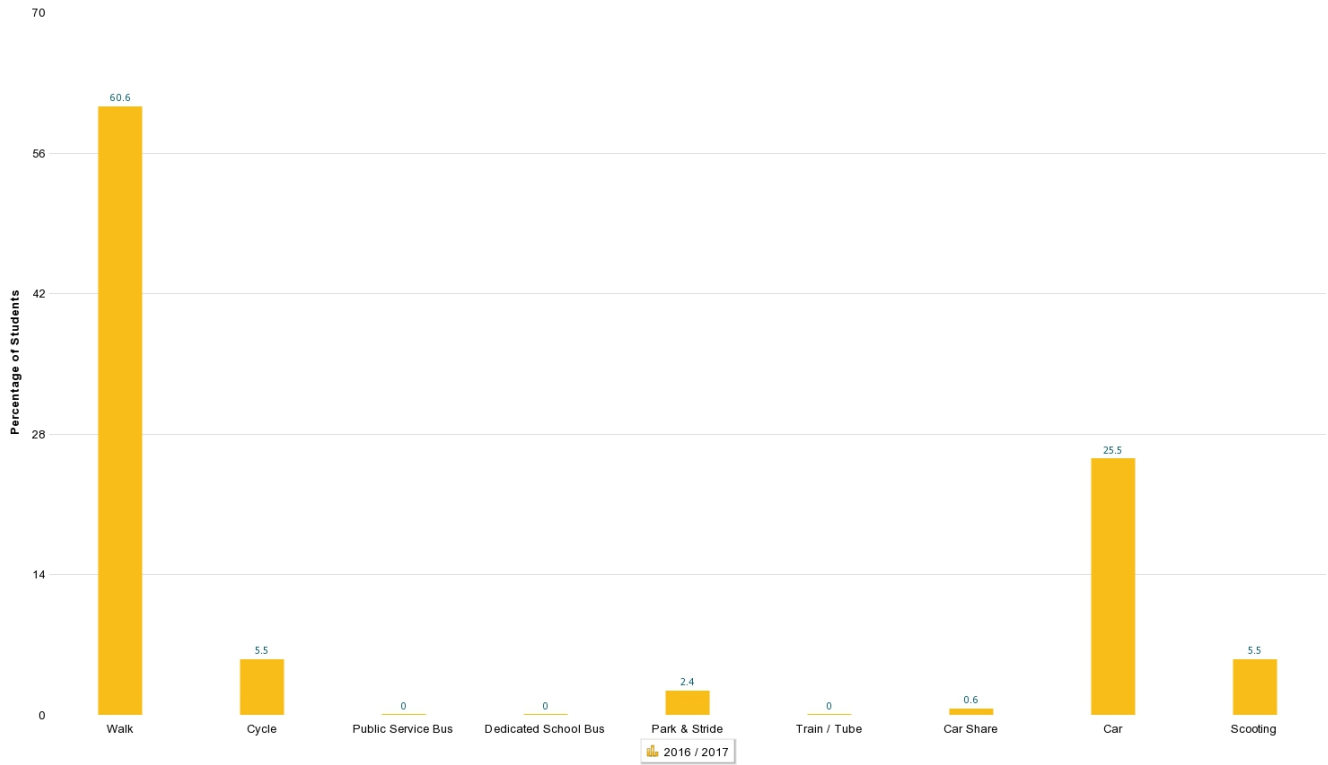 70
60.6
56
42
Percentage of Students
28
25.5
14
5.5
5.5
2.4
0
0
0.6
0
0
Walk
Cycle
Public Service Bus
Dedicated School Bus
Park & Stride
Train / Tube
Car Share
Car
Scooting
2016 / 2017